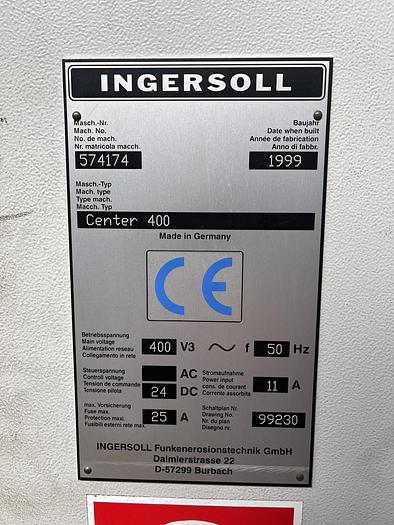 INGERSOLL
Masch.-Nr.
Mach. No.
No. de mach.
Nr. matricola macch.
574174
Baujahr
Date when built
Année de fabrication
Anno di fabbr.
1999
Masch.-Typ
Mach. type
Type mach.
Macch. Typ
Center 400
Made in Germany
CE
Betriebsspannung
Main voltage
Alimentation reseau
Collegamento in rete
400 V3 ~ f 50 Hz
Steuerspannung
Controll voltage
Tension de commande
Tensione pilota
AC
24 DC
Stromaufnahme
Power input
cons. de courant
Corrente assorbita
11 A
max. Vorsicherung
Fuse max.
Protection maxi.
Fusibili esterni rete max.
25 A
Schaltplan Nr.
Drawing No.
Nr. du plan
Disegno nr.
99230
INGERSOLL Funkenerosionstechnik GmbH
Daimlerstrasse 22
D-57299 Burbach